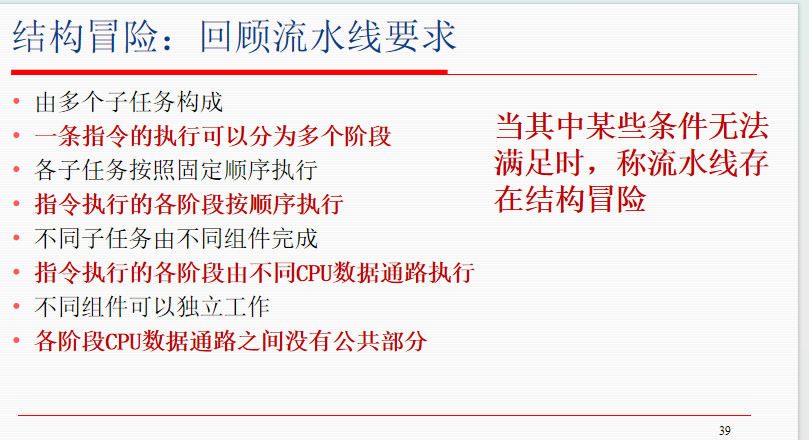 结构冒险：回顾流水线要求
• 由多个子任务构成
• 一条指令的执行可以分为多个阶段
• 各子任务按照固定顺序执行
• 指令执行的各阶段按顺序执行
• 不同子任务由不同组件完成
• 指令执行的各阶段由不同CPU数据通路执行
• 不同组件可以独立工作
• 各阶段CPU数据通路之间没有公共部分
当其中某些条件无法
满足时，称流水线存
在结构冒险
39